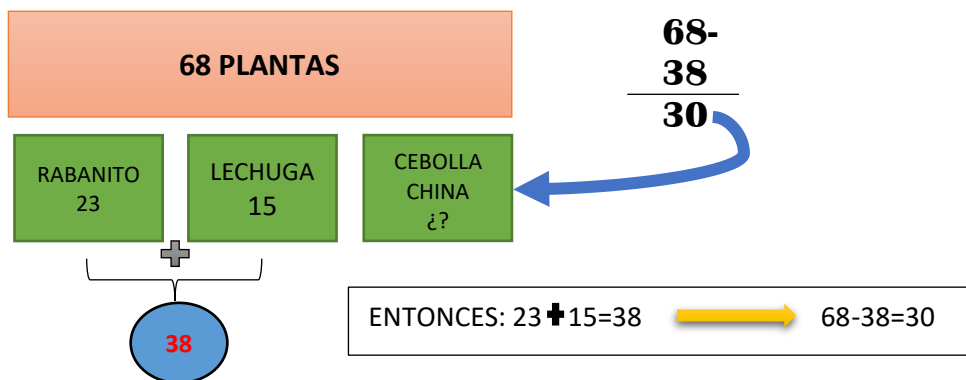 68 PLANTAS
68-
38
30
RABANITO
23
LECHUGA
15
CEBOLLA
CHINA
¿?
38
ENTONCES: 23+15=38 68-38=30